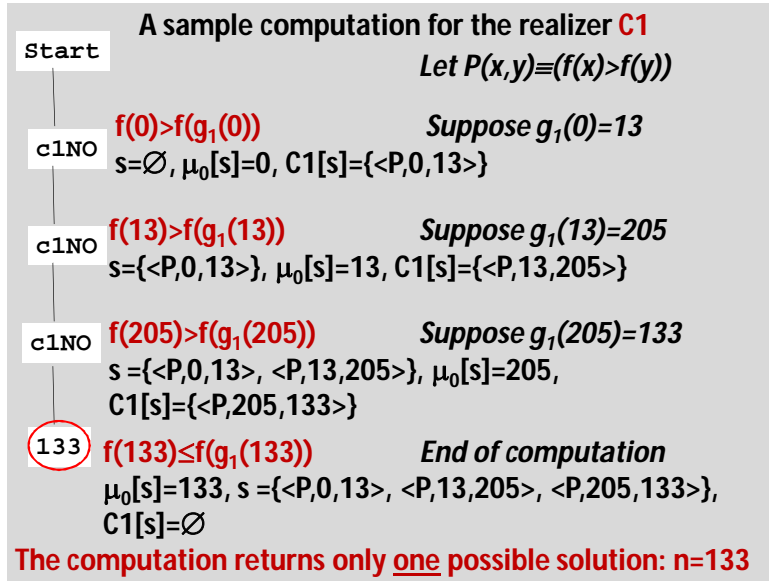 A sample computation for the realizer C1
Start
Let P(x,y)≡(f(x)>f(y))
f(0)>f(g₁(0)) Suppose g₁(0)=13
c1NO
s=∅, μ₀[s]=0, C1[s]={<P,0,13>}
f(13)>f(g₁(13)) Suppose g₁(13)=205
c1NO
s={<P,0,13>}, μ₀[s]=13, C1[s]={<P,13,205>}
c1NO
f(205)>f(g₁(205)) Suppose g₁(205)=133
s ={<P,0,13>, <P,13,205>}, μ₀[s]=205,
C1[s]={<P,205,133>}
133
f(133)≤f(g₁(133)) End of computation
μ₀[s]=133, s ={<P,0,13>, <P,13,205>, <P,205,133>},
C1[s]=∅
The computation returns only one possible solution: n=133